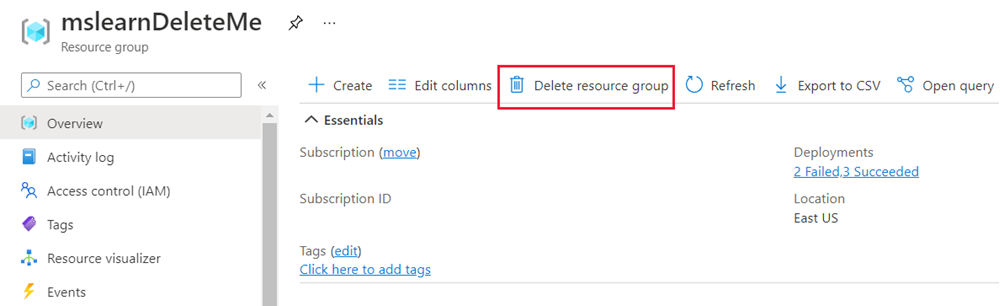 mslearnDeleteMe
Resource group
Search (Ctrl+/)
Overview
Activity log
Access control (IAM)
Tags
Resource visualizer
Events
Create Edit columns Delete resource group Refresh Export to CSV Open query
Essentials
Subscription (move)
Subscription ID
Tags (edit)
Click here to add tags
Deployments
2 Failed,3 Succeeded
Location
East US